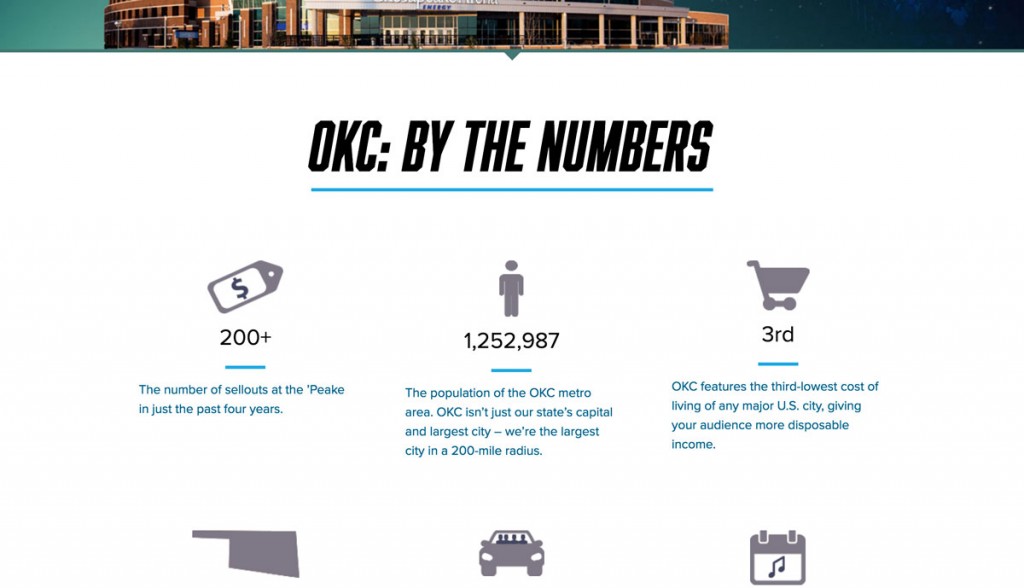 ENERGY
OKC: BY THE NUMBERS
$
200+
The number of sellouts at the 'Peake
in just the past four years.
1,252,987
The population of the OKC metro
area. OKC isn't just our state's capital
and largest city – we're the largest
city in a 200-mile radius.
3rd
OKC features the third-lowest cost of
living of any major U.S. city, giving
your audience more disposable
income.